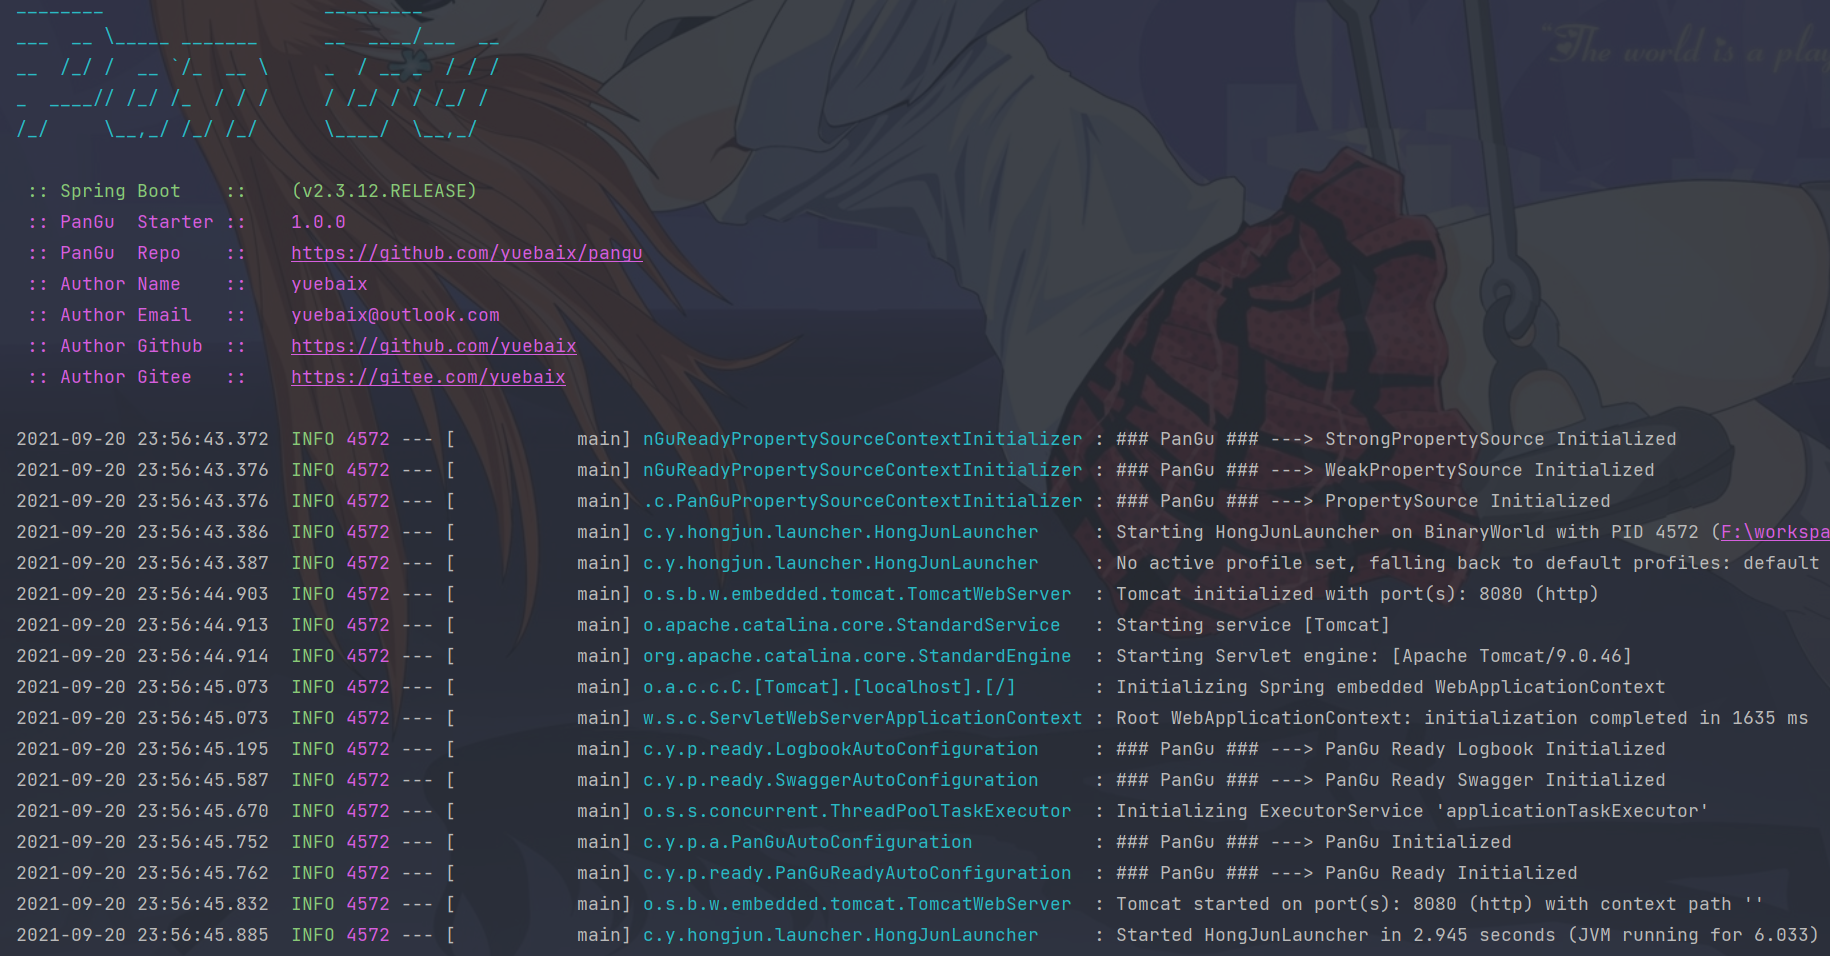 ________                    _________
___  __ \_____ _______      __  ____/___  __
__  /_/ /  __ `/_  __ \     _  / __ _  / / /
_  ____// /_/ /_  / / /     / /_/ / / /_/ /
/_/     \__,_/ /_/ /_/      \____/  \__,_/
"The world is a play
:: Spring Boot    ::    (v2.3.12.RELEASE)
:: PanGu  Starter ::    1.0.0
:: PanGu  Repo    ::    https://github.com/yuebaix/pangu
:: Author Name    ::    yuebaix
:: Author Email   ::    yuebaix@outlook.com
:: Author Github  ::    https://github.com/yuebaix
:: Author Gitee   ::    https://gitee.com/yuebaix
2021-09-20 23:56:43.372  INFO 4572 --- [           main] nGuReadyPropertySourceContextInitializer : ### PanGu ### ---> StrongPropertySource Initialized
2021-09-20 23:56:43.376  INFO 4572 --- [           main] nGuReadyPropertySourceContextInitializer : ### PanGu ### ---> WeakPropertySource Initialized
2021-09-20 23:56:43.376  INFO 4572 --- [           main] .c.PanGuPropertySourceContextInitializer : ### PanGu ### ---> PropertySource Initialized
2021-09-20 23:56:43.386  INFO 4572 --- [           main] c.y.hongjun.launcher.HongJunLauncher     : Starting HongJunLauncher on BinaryWorld with PID 4572 (F:\workspa
2021-09-20 23:56:43.387  INFO 4572 --- [           main] c.y.hongjun.launcher.HongJunLauncher     : No active profile set, falling back to default profiles: default
2021-09-20 23:56:44.903  INFO 4572 --- [           main] o.s.b.w.embedded.tomcat.TomcatWebServer  : Tomcat initialized with port(s): 8080 (http)
2021-09-20 23:56:44.913  INFO 4572 --- [           main] o.apache.catalina.core.StandardService   : Starting service [Tomcat]
2021-09-20 23:56:44.914  INFO 4572 --- [           main] org.apache.catalina.core.StandardEngine  : Starting Servlet engine: [Apache Tomcat/9.0.46]
2021-09-20 23:56:45.073  INFO 4572 --- [           main] o.a.c.c.C.[Tomcat].[localhost].[/]       : Initializing Spring embedded WebApplicationContext
2021-09-20 23:56:45.073  INFO 4572 --- [           main] w.s.c.ServletWebServerApplicationContext : Root WebApplicationContext: initialization completed in 1635 ms
2021-09-20 23:56:45.195  INFO 4572 --- [           main] c.y.p.ready.LogbookAutoConfiguration     : ### PanGu ### ---> PanGu Ready Logbook Initialized
2021-09-20 23:56:45.587  INFO 4572 --- [           main] c.y.p.ready.SwaggerAutoConfiguration     : ### PanGu ### ---> PanGu Ready Swagger Initialized
2021-09-20 23:56:45.670  INFO 4572 --- [           main] o.s.s.concurrent.ThreadPoolTaskExecutor  : Initializing ExecutorService 'applicationTaskExecutor'
2021-09-20 23:56:45.752  INFO 4572 --- [           main] c.y.p.a.PanGuAutoConfiguration           : ### PanGu ### ---> PanGu Initialized
2021-09-20 23:56:45.762  INFO 4572 --- [           main] c.y.p.ready.PanGuReadyAutoConfiguration  : ### PanGu ### ---> PanGu Ready Initialized
2021-09-20 23:56:45.832  INFO 4572 --- [           main] o.s.b.w.embedded.tomcat.TomcatWebServer  : Tomcat started on port(s): 8080 (http) with context path ''
2021-09-20 23:56:45.885  INFO 4572 --- [           main] c.y.hongjun.launcher.HongJunLauncher     : Started HongJunLauncher in 2.945 seconds (JVM running for 6.033)